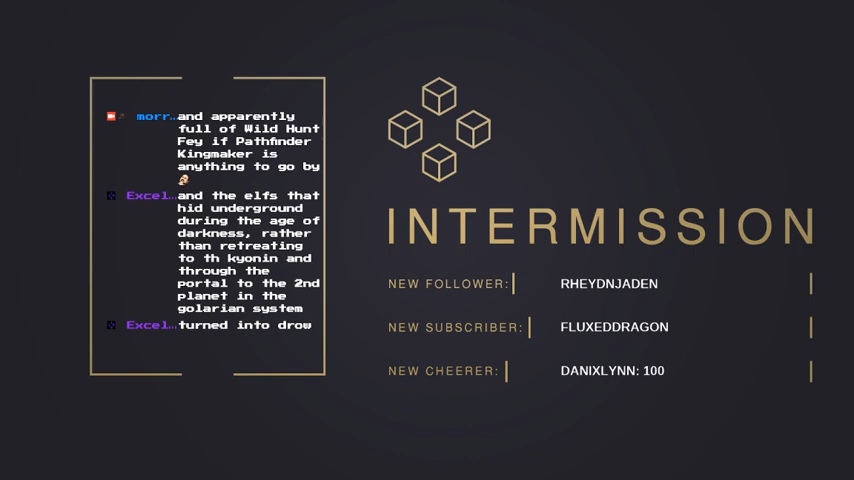 morr…and apparently
full of Wild Hunt
Fey if Pathfinder
Kingmaker is
anything to go by
Excel…and the elfs that
hid underground
during the age of
darkness, rather
than retreating
to th kyonin and
through the
portal to the 2nd
planet in the
golarian system
Excel…turned into drow
INTERMISSION
NEW FOLLOWER: RHEYDNJADEN
NEW SUBSCRIBER: FLUXEDDRAGON
NEW CHEERER: DANIXLYNN: 100